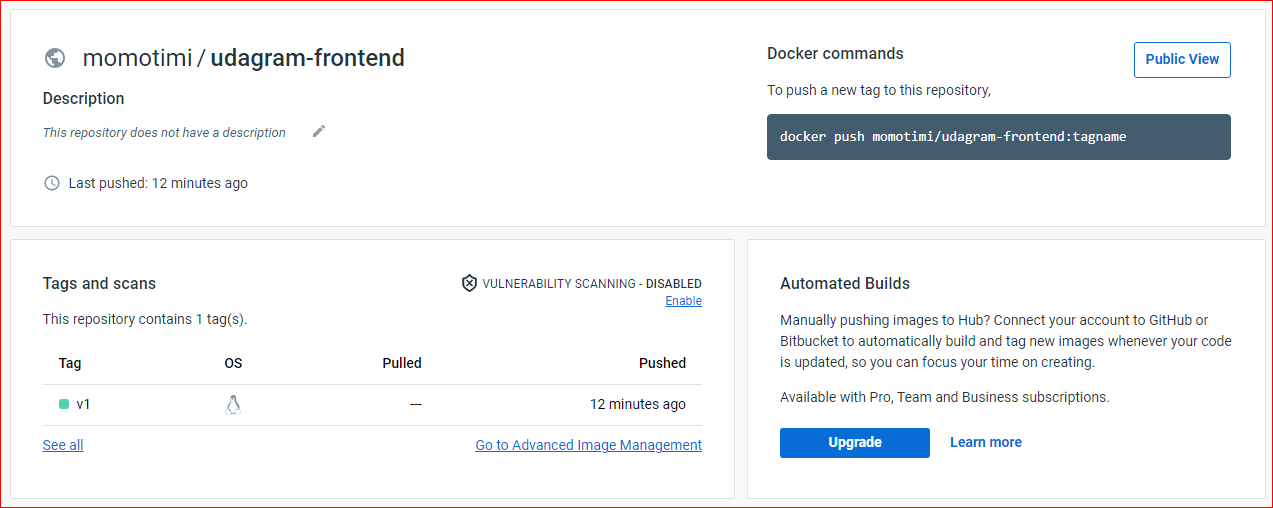 momotimi / udagram-frontend
Description
This repository does not have a description
Last pushed: 12 minutes ago
Docker commands
Public View
To push a new tag to this repository,
docker push momotimi/udagram-frontend:tagname
Tags and scans
VULNERABILITY SCANNING - DISABLED
Enable
This repository contains 1 tag(s).
Tag OS Pulled Pushed
v1 --- 12 minutes ago
See all Go to Advanced Image Management
Automated Builds
Manually pushing images to Hub? Connect your account to GitHub or
Bitbucket to automatically build and tag new images whenever your code
is updated, so you can focus your time on creating.
Available with Pro, Team and Business subscriptions.
Upgrade Learn more